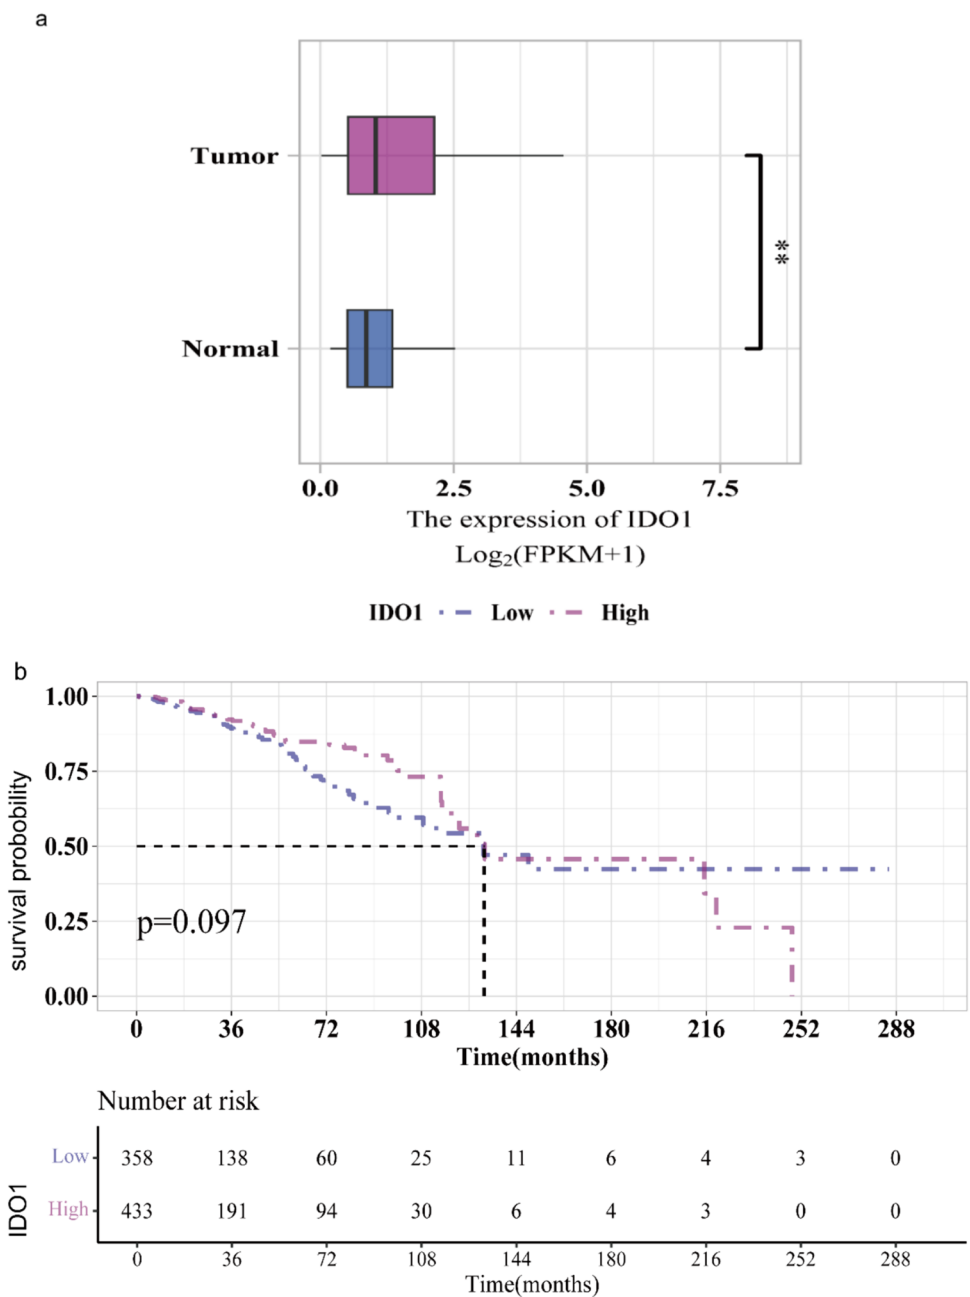 a
Tumor
**
Normal
0.0 2.5 5.0 7.5
The expression of IDO1
Log₂(FPKM+1)
IDO1 Low High
b
1.00
0.75
0.50
0.25
0.00
survival probobility
p=0.097
0 36 72 108 144 180 216 252 288
Time(months)
Number at risk
IDO1
Low 358 138 60 25 11 6 4 3 0
High 433 191 94 30 6 4 3 0 0
0 36 72 108 144 180 216 252 288
Time(months)